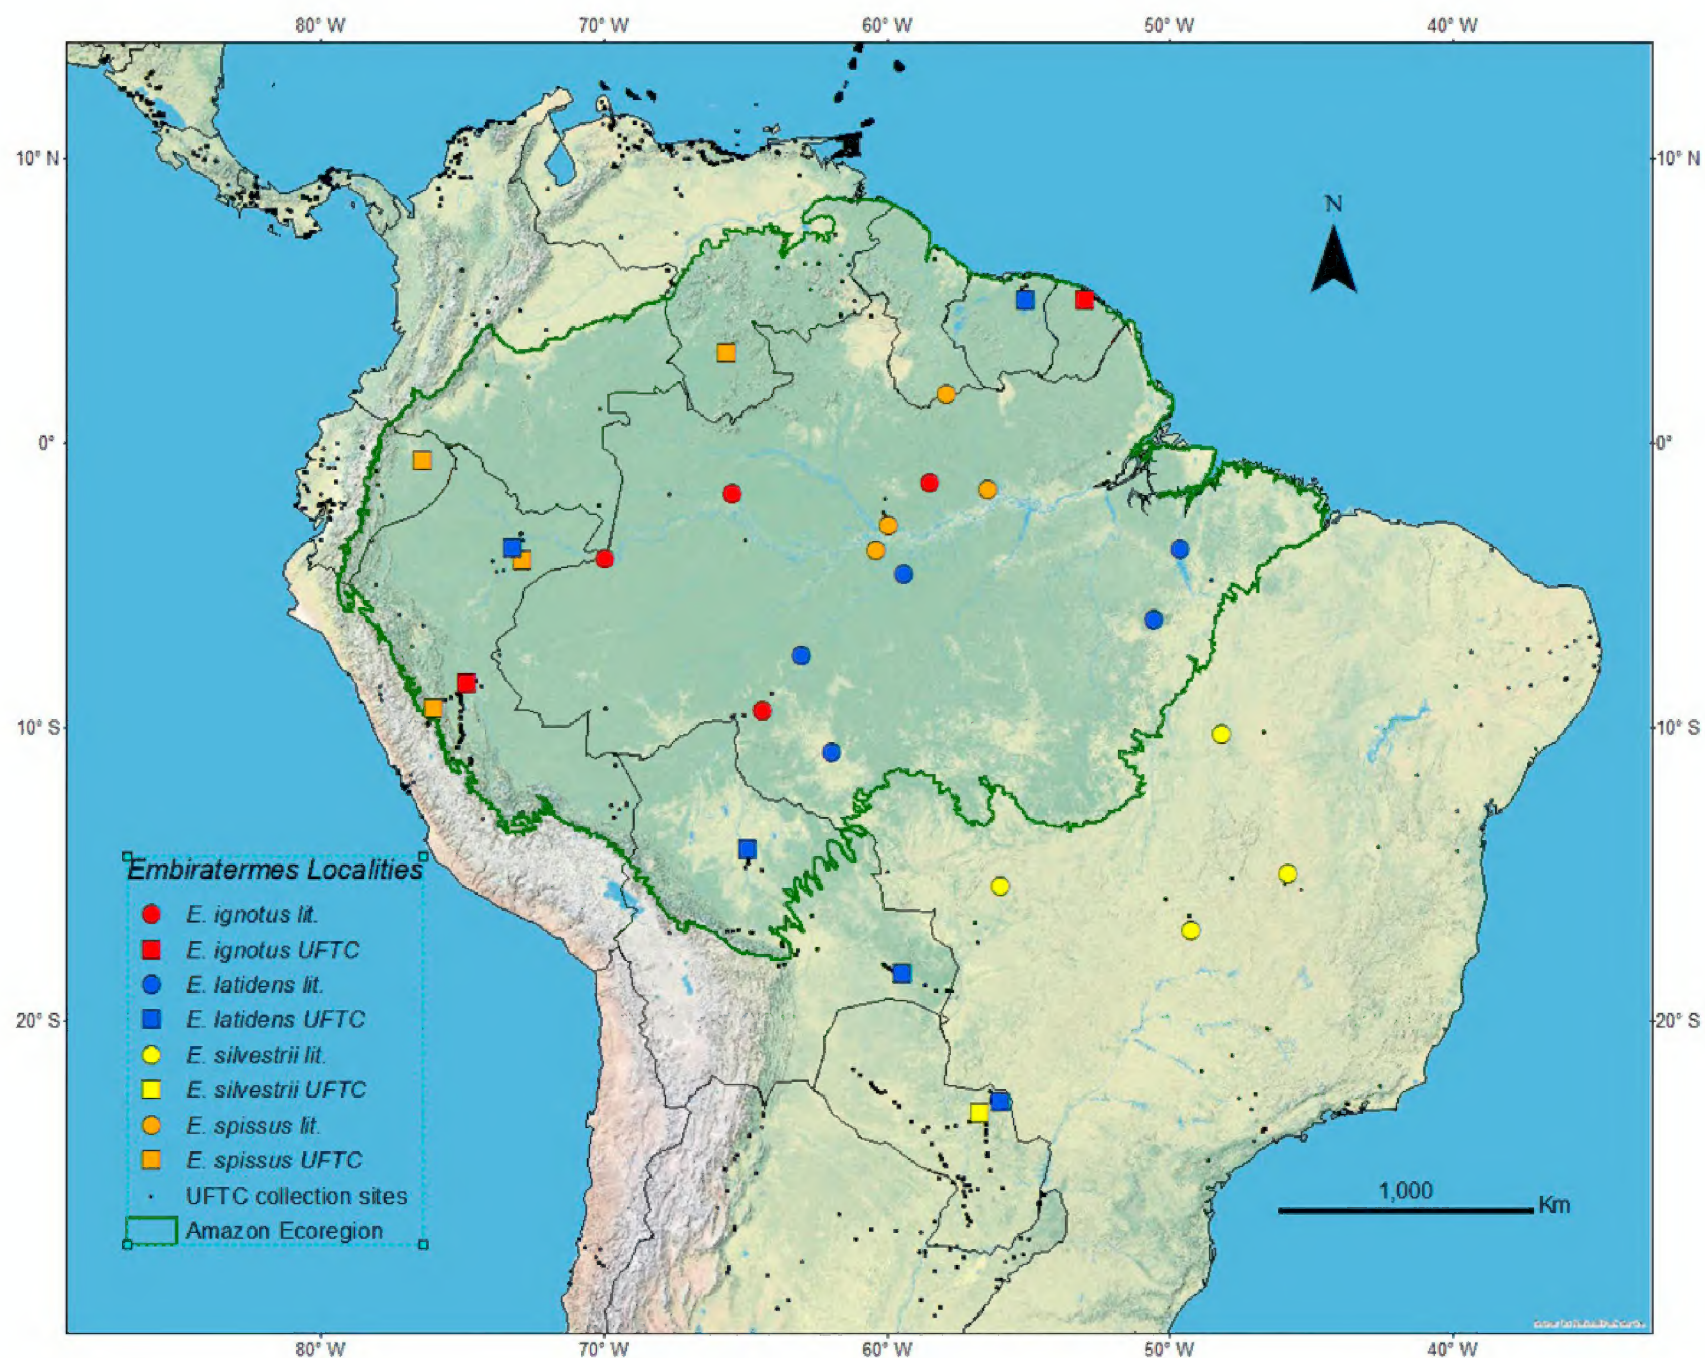 80° W 70° W 60° W 50° W 40° W
10° N 10° N
N
0° 0°
10° S 10° S
Embiratermes Localities
E. ignotus lit.
E. ignotus UFTC
E. latidens lit.
E. latidens UFTC
20° S 20° S
E. silvestrii lit.
E. silvestrii UFTC
E. spissus lit.
E. spissus UFTC
UFTC collection sites
1,000
Km
Amazon Ecoregion
80° W 70° W 60° W 50° W 40° W